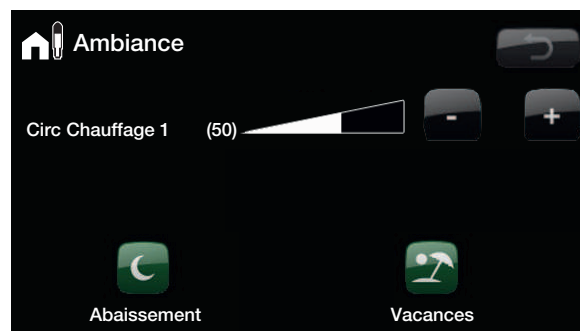 Ambiance
Circ Chauffage 1 (50) - +
Abaissement Vacances